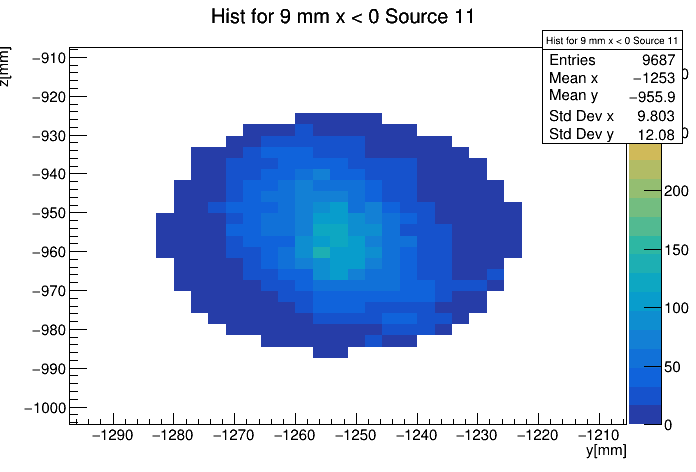 Hist for 9 mm x < 0 Source 11
Hist for 9 mm x < 0 Source 11
Entries 9687
Mean x −1253
Mean y −955.9
Std Dev x 9.803
Std Dev y 12.08
z[mm]
−910
−920
−930
−940
−950
−960
−970
−980
−990
−1000
−1290 −1280 −1270 −1260 −1250 −1240 −1230 −1220 −1210
y[mm]
200
150
100
50
0